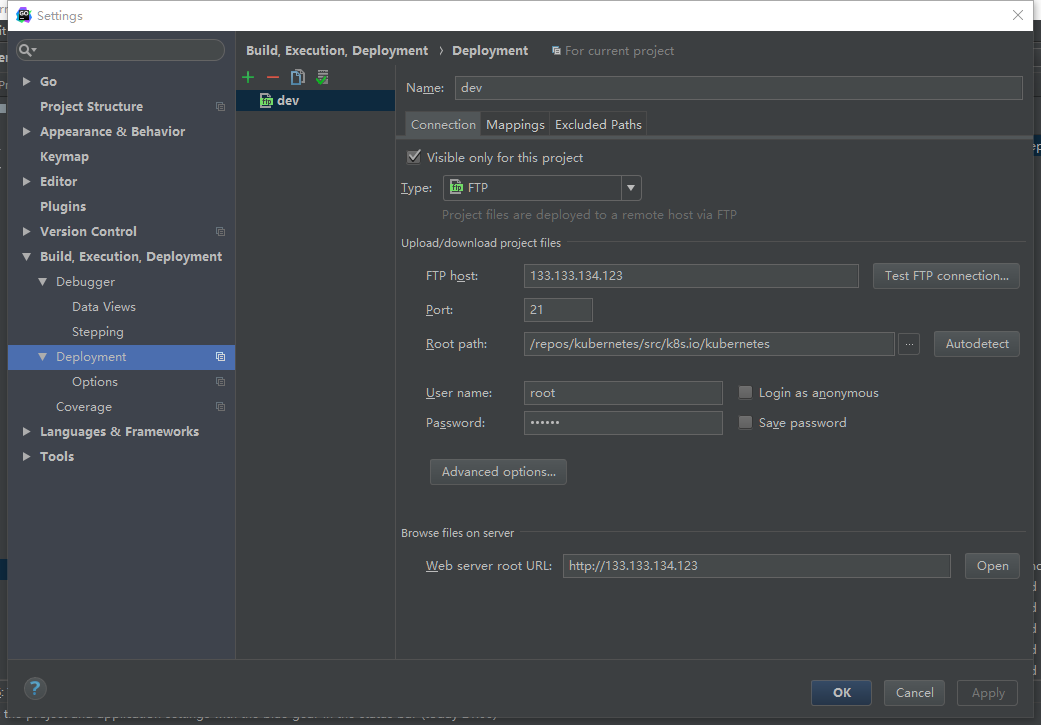 Settings
Build, Execution, Deployment › Deployment For current project
Go
Project Structure
Appearance & Behavior
Keymap
Editor
Plugins
Version Control
Build, Execution, Deployment
Debugger
Data Views
Stepping
Deployment
Options
Coverage
Languages & Frameworks
Tools
dev
Name: dev
Connection Mappings Excluded Paths
Visible only for this project
Type: FTP
Project files are deployed to a remote host via FTP
Upload/download project files
FTP host: 133.133.134.123 Test FTP connection...
Port: 21
Root path: /repos/kubernetes/src/k8s.io/kubernetes ... Autodetect
User name: root Login as anonymous
Password: •••••• Save password
Advanced options...
Browse files on server
Web server root URL: http://133.133.134.123 Open
? OK Cancel Apply